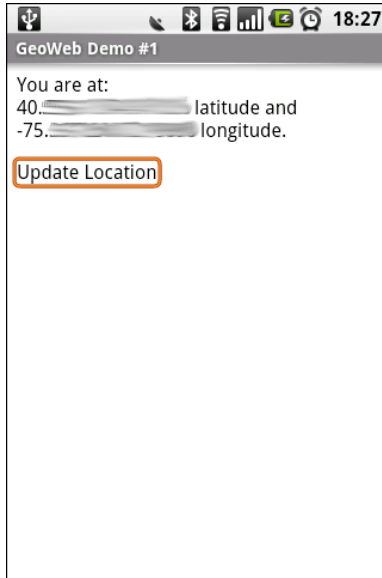 18:27
GeoWeb Demo #1
You are at:
40. latitude and
-75. longitude.
Update Location